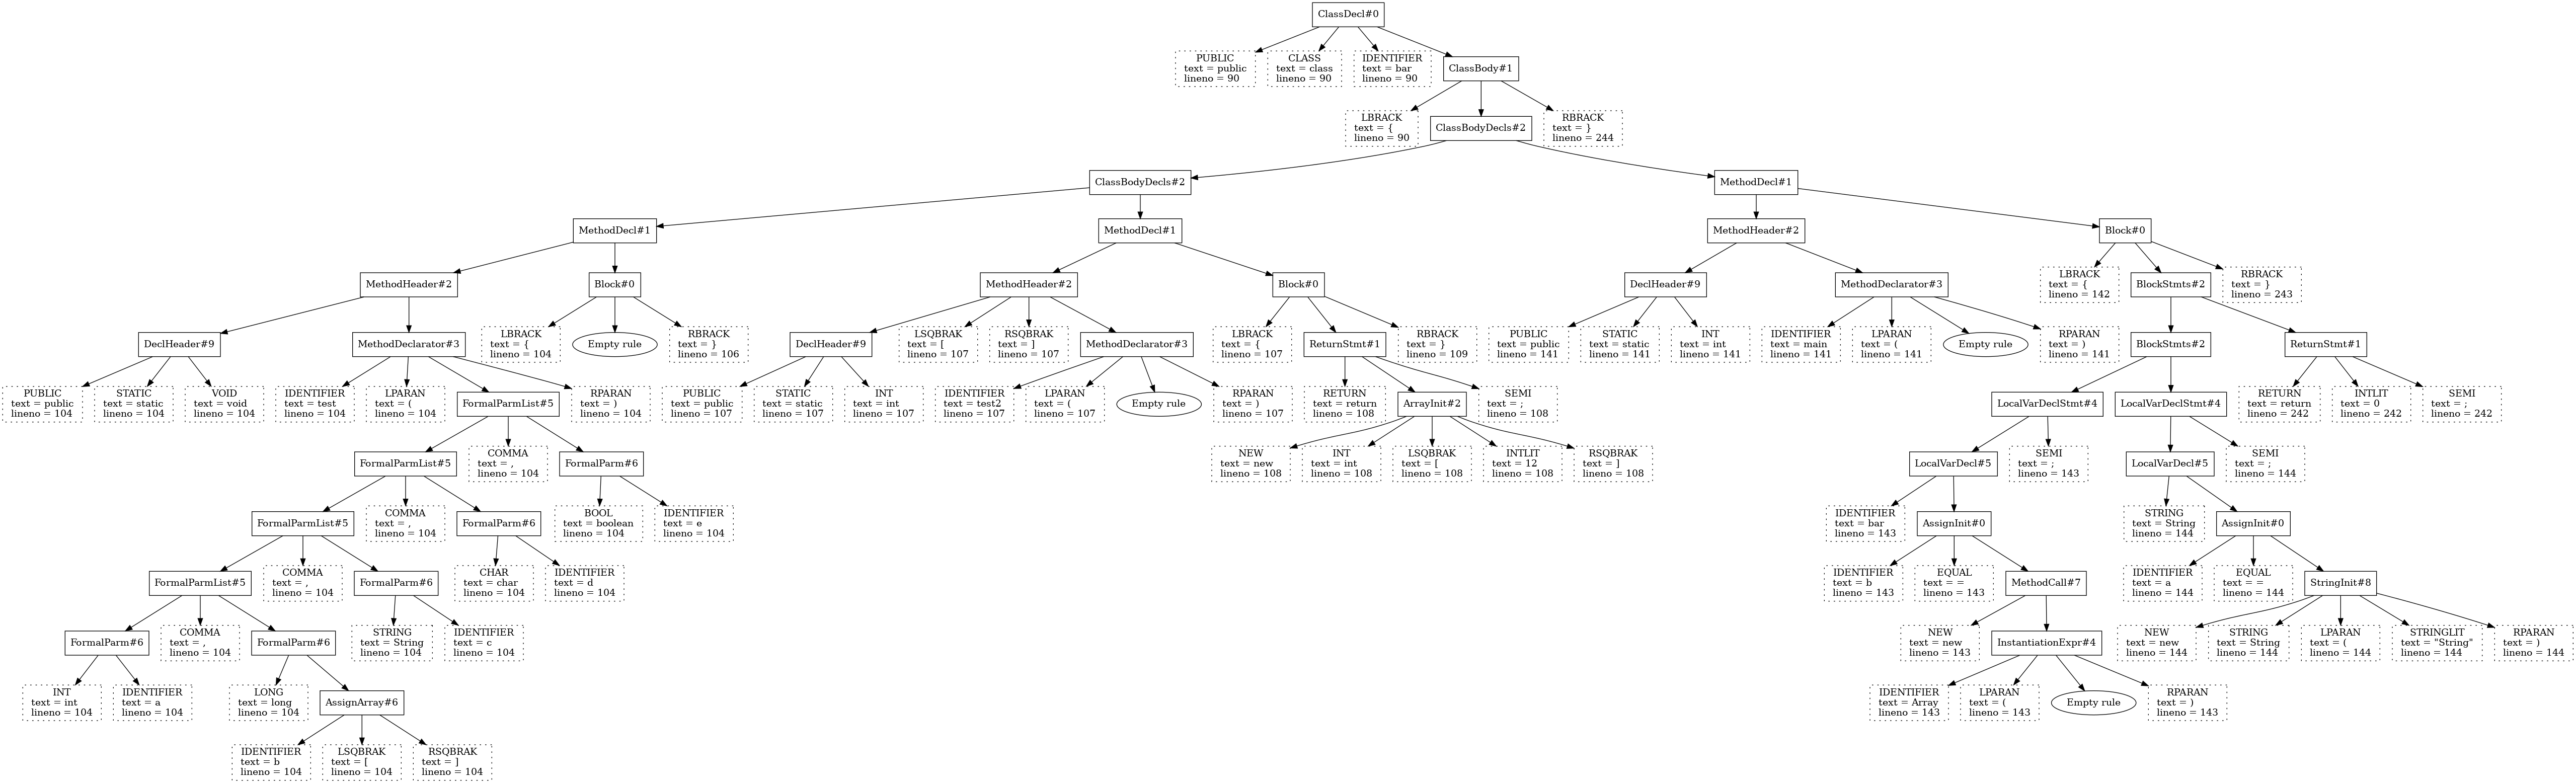 ClassDecl#0
PUBLIC
text = public
lineno = 90
CLASS
text = class
lineno = 90
IDENTIFIER
text = bar
lineno = 90
ClassBody#1
LBRACK
text = {
lineno = 90
ClassBodyDecls#2
RBRACK
text = }
lineno = 244
ClassBodyDecls#2
MethodDecl#1
MethodDecl#1
MethodDecl#1
MethodHeader#2
Block#0
MethodHeader#2
Block#0
MethodHeader#2
Block#0
DeclHeader#9
MethodDeclarator#3
LBRACK
text = {
lineno = 142
BlockStmts#2
RBRACK
text = }
lineno = 243
DeclHeader#9
MethodDeclarator#3
LBRACK
text = {
lineno = 104
Empty rule
RBRACK
text = }
lineno = 106
DeclHeader#9
LSQBRAK
text = [
lineno = 107
RSQBRAK
text = ]
lineno = 107
MethodDeclarator#3
LBRACK
text = {
lineno = 107
ReturnStmt#1
RBRACK
text = }
lineno = 109
PUBLIC
text = public
lineno = 141
STATIC
text = static
lineno = 141
INT
text = int
lineno = 141
IDENTIFIER
text = main
lineno = 141
LPARAN
text = (
lineno = 141
Empty rule
RPARAN
text = )
lineno = 141
BlockStmts#2
ReturnStmt#1
PUBLIC
text = public
lineno = 104
STATIC
text = static
lineno = 104
VOID
text = void
lineno = 104
IDENTIFIER
text = test
lineno = 104
LPARAN
text = (
lineno = 104
FormalParmList#5
RPARAN
text = )
lineno = 104
PUBLIC
text = public
lineno = 107
STATIC
text = static
lineno = 107
INT
text = int
lineno = 107
IDENTIFIER
text = test2
lineno = 107
LPARAN
text = (
lineno = 107
Empty rule
RPARAN
text = )
lineno = 107
RETURN
text = return
lineno = 108
ArrayInit#2
SEMI
text = ;
lineno = 108
LocalVarDeclStmt#4
LocalVarDeclStmt#4
RETURN
text = return
lineno = 242
INTLIT
text = 0
lineno = 242
SEMI
text = ;
lineno = 242
FormalParmList#5
COMMA
text = ,
lineno = 104
FormalParm#6
NEW
text = new
lineno = 108
INT
text = int
lineno = 108
LSQBRAK
text = [
lineno = 108
INTLIT
text = 12
lineno = 108
RSQBRAK
text = ]
lineno = 108
LocalVarDecl#5
SEMI
text = ;
lineno = 143
LocalVarDecl#5
SEMI
text = ;
lineno = 144
FormalParmList#5
COMMA
text = ,
lineno = 104
FormalParm#6
BOOL
text = boolean
lineno = 104
IDENTIFIER
text = e
lineno = 104
IDENTIFIER
text = bar
lineno = 143
AssignInit#0
STRING
text = String
lineno = 144
AssignInit#0
FormalParmList#5
COMMA
text = ,
lineno = 104
FormalParm#6
CHAR
text = char
lineno = 104
IDENTIFIER
text = d
lineno = 104
IDENTIFIER
text = b
lineno = 143
EQUAL
text = =
lineno = 143
MethodCall#7
IDENTIFIER
text = a
lineno = 144
EQUAL
text = =
lineno = 144
StringInit#8
FormalParm#6
COMMA
text = ,
lineno = 104
FormalParm#6
STRING
text = String
lineno = 104
IDENTIFIER
text = c
lineno = 104
NEW
text = new
lineno = 143
InstantiationExpr#4
NEW
text = new
lineno = 144
STRING
text = String
lineno = 144
LPARAN
text = (
lineno = 144
STRINGLIT
text = "String"
lineno = 144
RPARAN
text = )
lineno = 144
INT
text = int
lineno = 104
IDENTIFIER
text = a
lineno = 104
LONG
text = long
lineno = 104
AssignArray#6
IDENTIFIER
text = Array
lineno = 143
LPARAN
text = (
lineno = 143
Empty rule
RPARAN
text = )
lineno = 143
IDENTIFIER
text = b
lineno = 104
LSQBRAK
text = [
lineno = 104
RSQBRAK
text = ]
lineno = 104